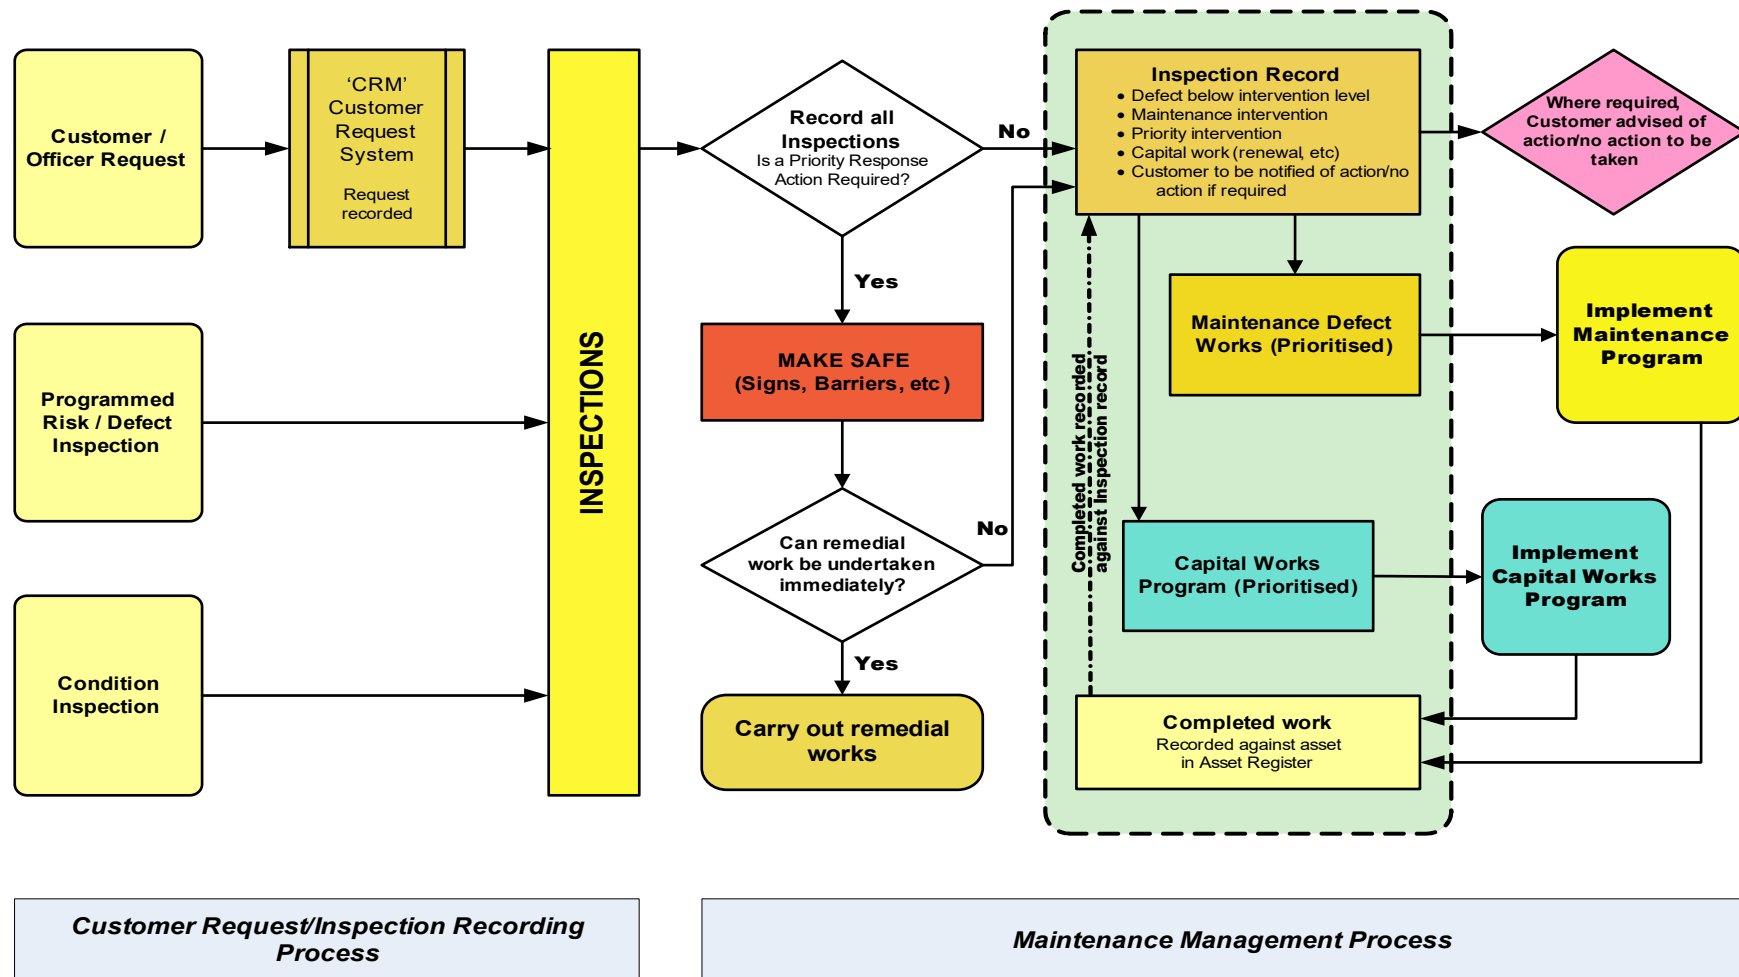 Customer /
Officer Request
‘CRM’
Customer
Request
System
Request
recorded
Programmed
Risk / Defect
Inspection
Condition
Inspection
INSPECTIONS
Record all
Inspections
Is a Priority Response
Action Required?
No
Yes
MAKE SAFE
(Signs, Barriers, etc)
Can remedial
work be undertaken
immediately?
No
Yes
Carry out remedial
works
Inspection Record
• Defect below intervention level
• Maintenance intervention
• Priority intervention
• Capital work (renewal, etc)
• Customer to be notified of action/no
action if required
Where required,
Customer advised of
action/no action to be
taken
Maintenance Defect
Works (Prioritised)
Implement
Maintenance
Program
Completed work recorded
against Inspection record
Capital Works
Program (Prioritised)
Implement
Capital Works
Program
Completed work
Recorded against asset
in Asset Register
Customer Request/Inspection Recording
Process
Maintenance Management Process